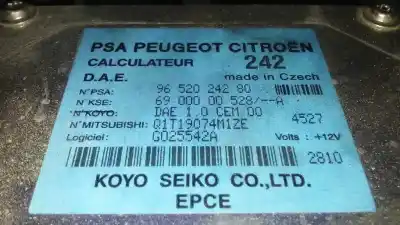 PSA PEUGEOT CITROËN
CALCULATEUR 242
D.A.E. made in Czech
N°PSA: 96 520 242 80
N°KSE: 69 000 00 528/--A
N°KOYO: DAE 1.0 CEM 00
N°MITSUBISHI: Q1T19074M1ZE 4527
Logiciel: G025542A Volts : +12V
2810
KOYO SEIKO CO.,LTD.
EPCE